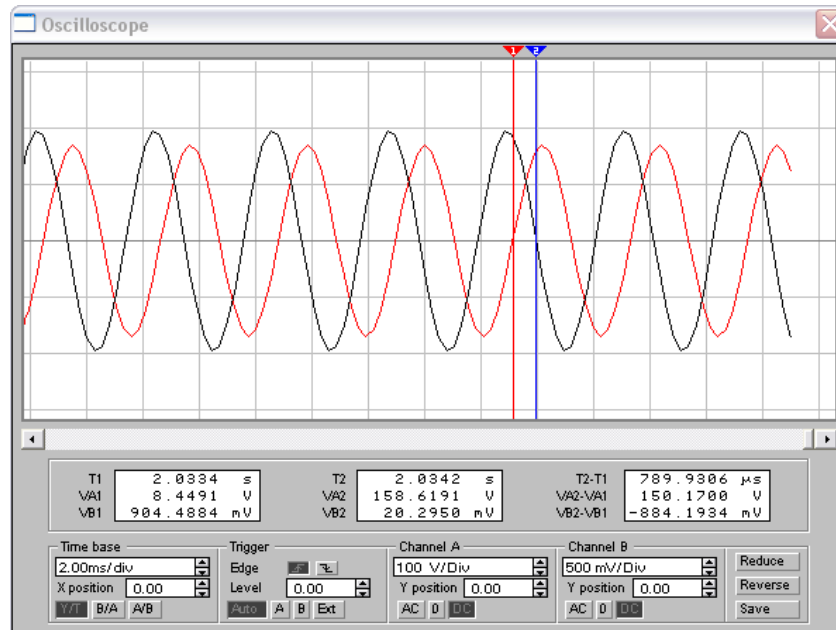 Oscilloscope
1 2
T1 2.0334 s T2 2.0342 s T2-T1 789.9306 µs
VA1 8.4491 V VA2 158.6191 V VA2-VA1 150.1700 V
VB1 904.4884 mV VB2 20.2950 mV VB2-VB1 -884.1934 mV
Time base Trigger Channel A Channel B
2.00ms/div Edge 100 V/Div 500 mV/Div Reduce
X position 0.00 Level 0.00 Y position 0.00 Y position 0.00 Reverse
Y/T B/A A/B Auto A B Ext AC 0 DC AC 0 DC Save